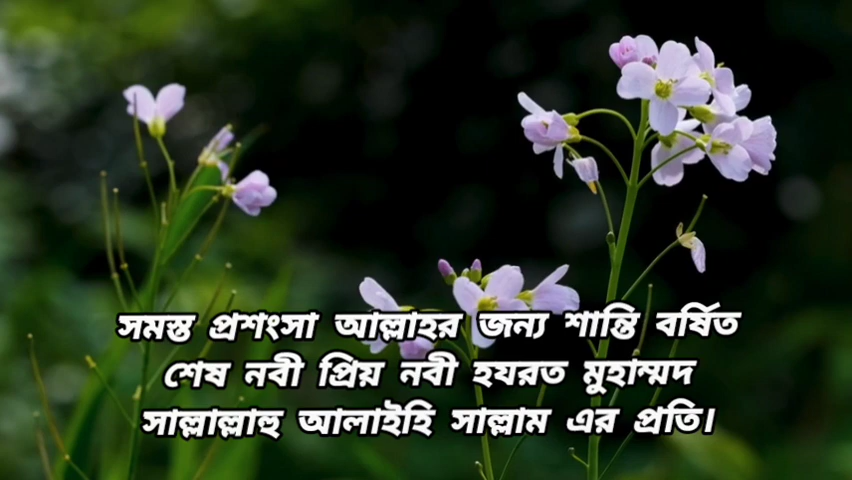 সমস্ত প্রশংসা আল্লাহর জন্য শান্তি বর্ষিত
শেষ নবী প্রিয় নবী হযরত মুহাম্মদ
সাল্লাল্লাহু আলাইহি সাল্লাম এর প্রতি।